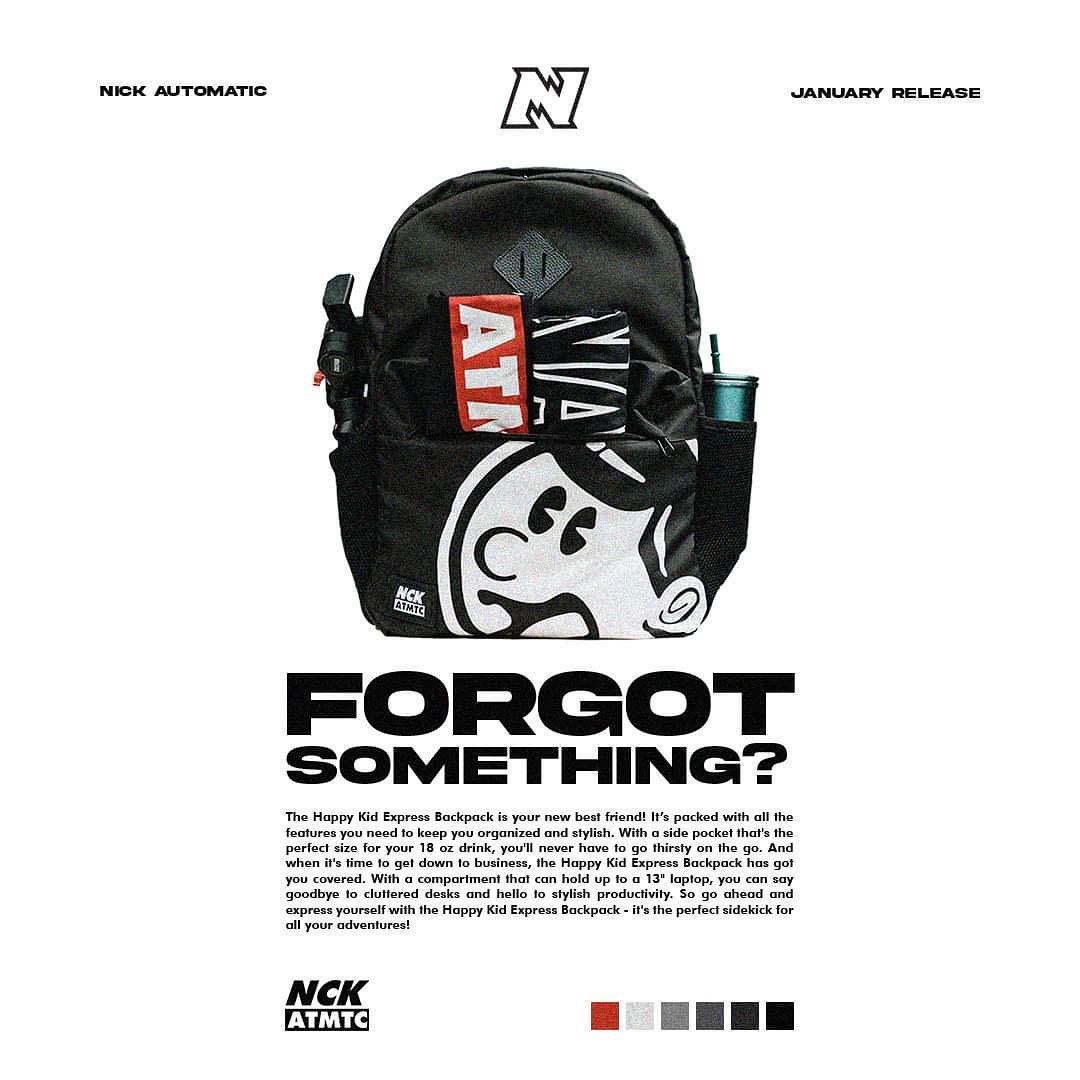 NICK AUTOMATIC
N
JANUARY RELEASE
ATM
NCK
ATMTC
FORGOT
SOMETHING?
The Happy Kid Express Backpack is your new best friend! It’s packed with all the
features you need to keep you organized and stylish. With a side pocket that's the
perfect size for your 18 oz drink, you'll never have to go thirsty on the go. And
when it's time to get down to business, the Happy Kid Express Backpack has got
you covered. With a compartment that can hold up to a 13" laptop, you can say
goodbye to cluttered desks and hello to stylish productivity. So go ahead and
express yourself with the Happy Kid Express Backpack - it's the perfect sidekick for
all your adventures!
NCK
ATMTC